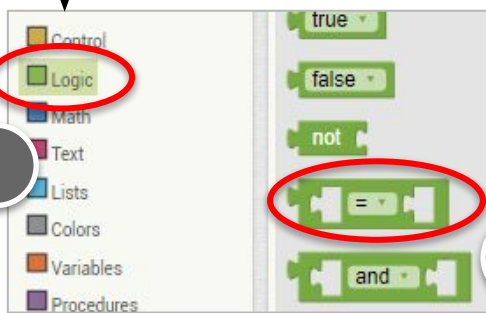 Control
Logic
Math
Text
Lists
Colors
Variables
Procedures
true
false
not
=
and